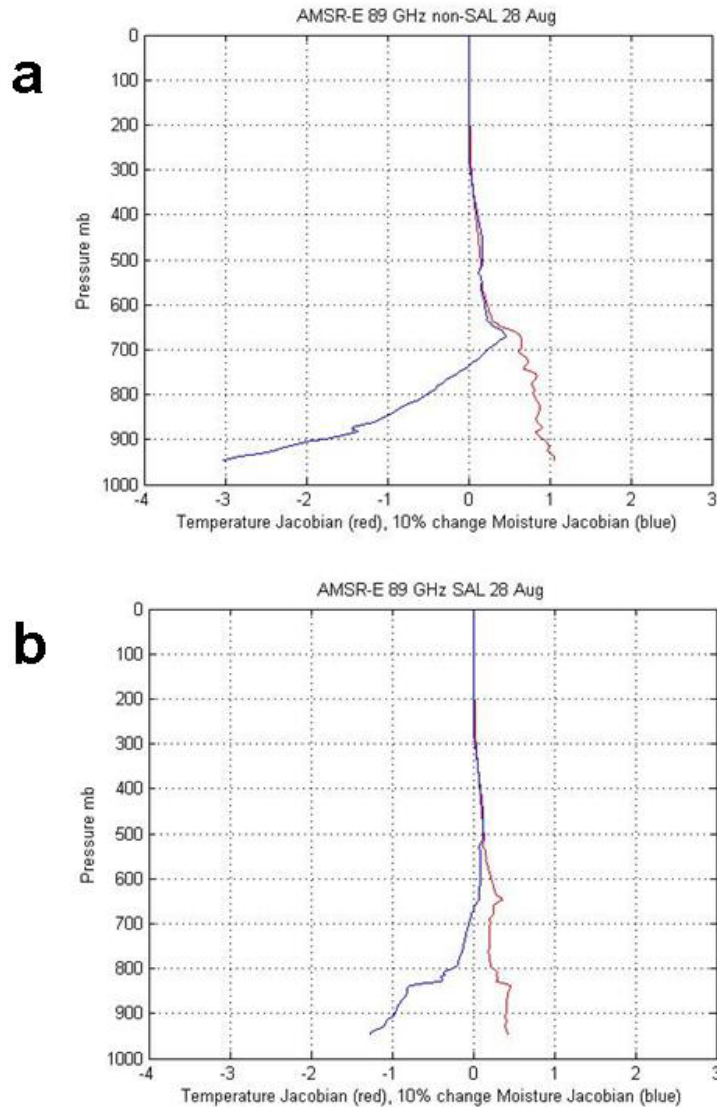 a
AMSR-E 89 GHz non-SAL 28 Aug
0
100
200
300
400
500
600
700
800
900
1000
Pressure mb
-4 -3 -2 -1 0 1 2 3
Temperature Jacobian (red), 10% change Moisture Jacobian (blue)
b
AMSR-E 89 GHz SAL 28 Aug
0
100
200
300
400
500
600
700
800
900
1000
Pressure mb
-4 -3 -2 -1 0 1 2 3
Temperature Jacobian (red), 10% change Moisture Jacobian (blue)